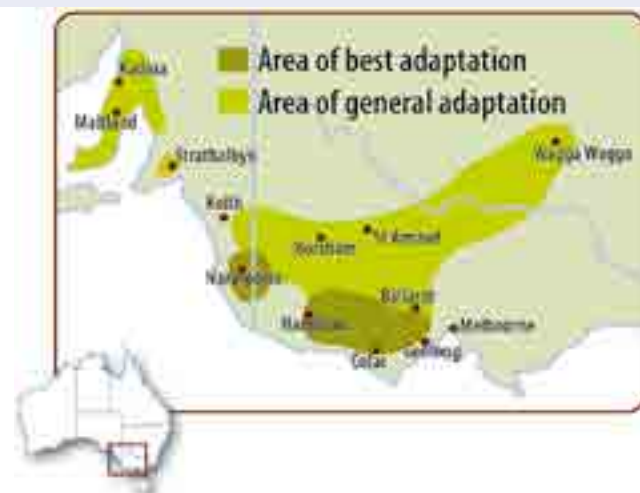 Area of best adaptation
Area of general adaptation
Kadina
Maitland
Strathalbyn
Wagga Wagga
Keith
Horsham
St Arnaud
Naracoorte
Ballarat
Hamilton
Melbourne
Geelong
Colac